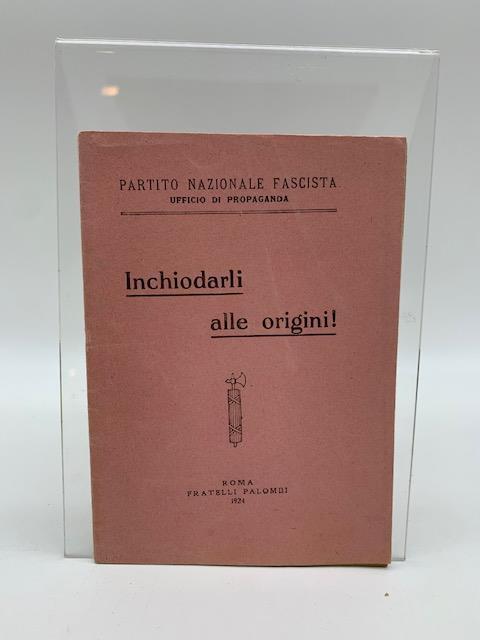 PARTITO NAZIONALE FASCISTA
UFFICIO DI PROPAGANDA
Inchiodarli
alle origini!
ROMA
FRATELLI PALOMBI
1924